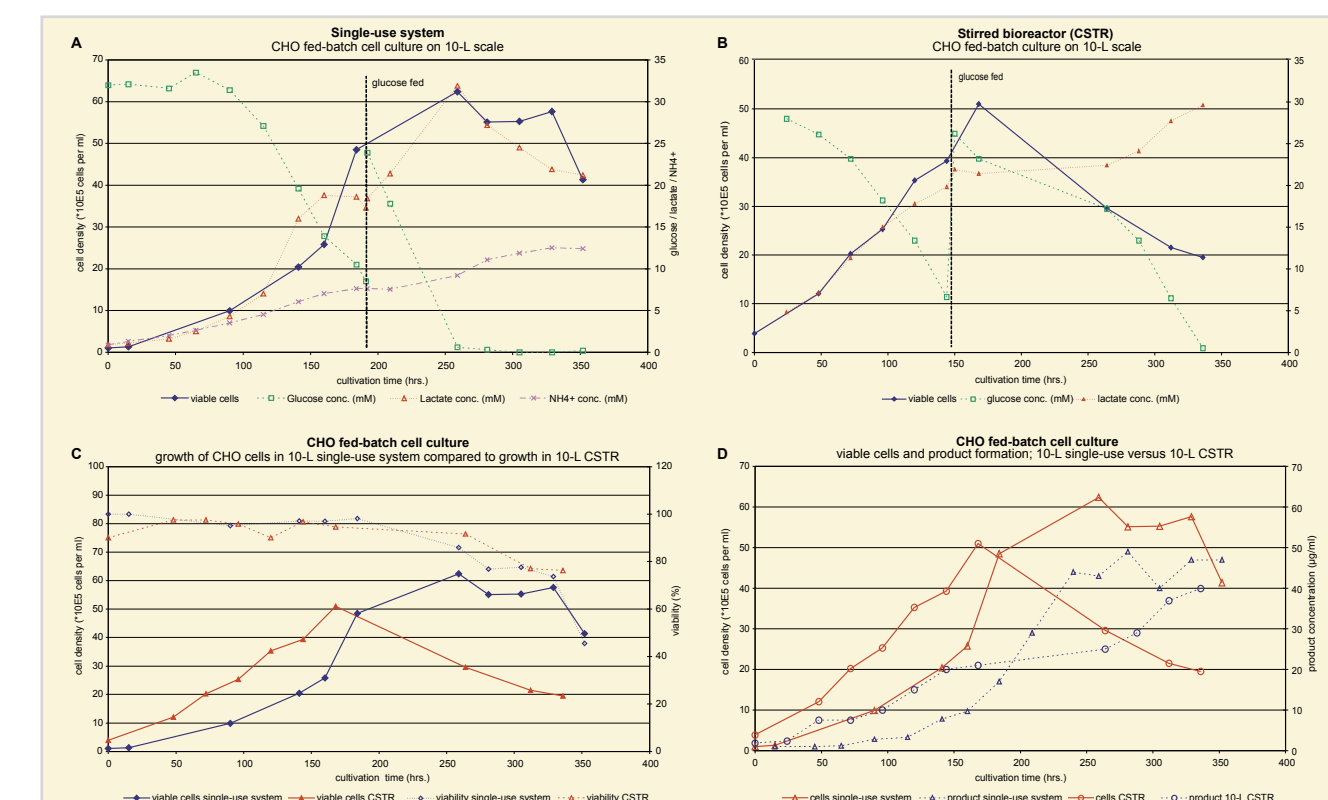 A
Single-use system
CHO fed-batch cell culture on 10-L scale
70
60
50
40
30
20
10
0
35
30
25
20
15
10
5
0
0 50 100 150 200 250 300 350 400
cell density (*10E5 cells per ml)
glucose / lactate / NH4+
glucose fed
cultivation time (hrs.)
viable cells Glucose conc. (mM) Lactate conc. (mM) NH4+ conc. (mM)
B
Stirred bioreactor (CSTR)
CHO fed-batch culture on 10-L scale
60
50
40
30
20
10
0
35
30
25
20
15
10
5
0
0 50 100 150 200 250 300 350 400
cell density (*10E5 cells per ml)
glucose fed
cultivation time (hrs.)
viable cells glucose conc. (mM) lactate conc. (mM)
C
CHO fed-batch cell culture
growth of CHO cells in 10-L single-use system compared to growth in 10-L CSTR
100
90
80
70
60
50
40
30
20
10
0
120
100
80
60
40
20
0
0 50 100 150 200 250 300 350 400
cell density (*10E5 cells per ml)
viability (%)
cultivation time (hrs.)
viable cells single-use system viable cells CSTR viability single-use system viability CSTR
D
CHO fed-batch cell culture
viable cells and product formation; 10-L single-use versus 10-L CSTR
70
60
50
40
30
20
10
0
70
60
50
40
30
20
10
0
0 50 100 150 200 250 300 350 400
cell density (*10E5 cells per ml)
product concentration (µg/ml)
cultivation time (hrs.)
cells single-use system product single-use system cells CSTR product 10-L CSTR